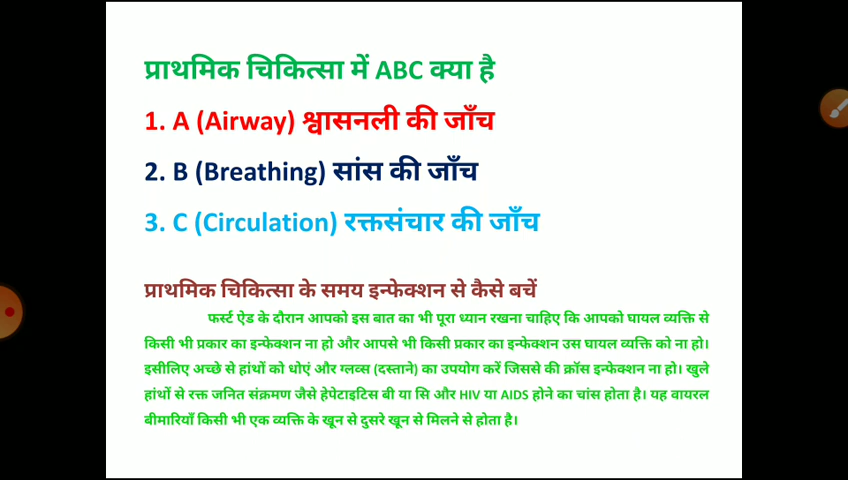 प्राथमिक चिकित्सा में ABC क्या है
1. A (Airway) श्वासनली की जाँच
2. B (Breathing) सांस की जाँच
3. C (Circulation) रक्तसंचार की जाँच
प्राथमिक चिकित्सा के समय इन्फेक्शन से कैसे बचें
फर्स्ट ऐड के दौरान आपको इस बात का भी पूरा ध्यान रखना चाहिए कि आपको घायल व्यक्ति से
किसी भी प्रकार का इन्फेक्शन ना हो और आपसे भी किसी प्रकार का इन्फेक्शन उस घायल व्यक्ति को ना हो।
इसीलिए अच्छे से हांथों को धोएं और ग्लव्स (दस्ताने) का उपयोग करें जिससे की क्रॉस इन्फेक्शन ना हो। खुले
हांथों से रक्त जनित संक्रमण जैसे हेपेटाइटिस बी या सि और HIV या AIDS होने का चांस होता है। यह वायरल
बीमारियाँ किसी भी एक व्यक्ति के खून से दुसरे खून से मिलने से होता है।